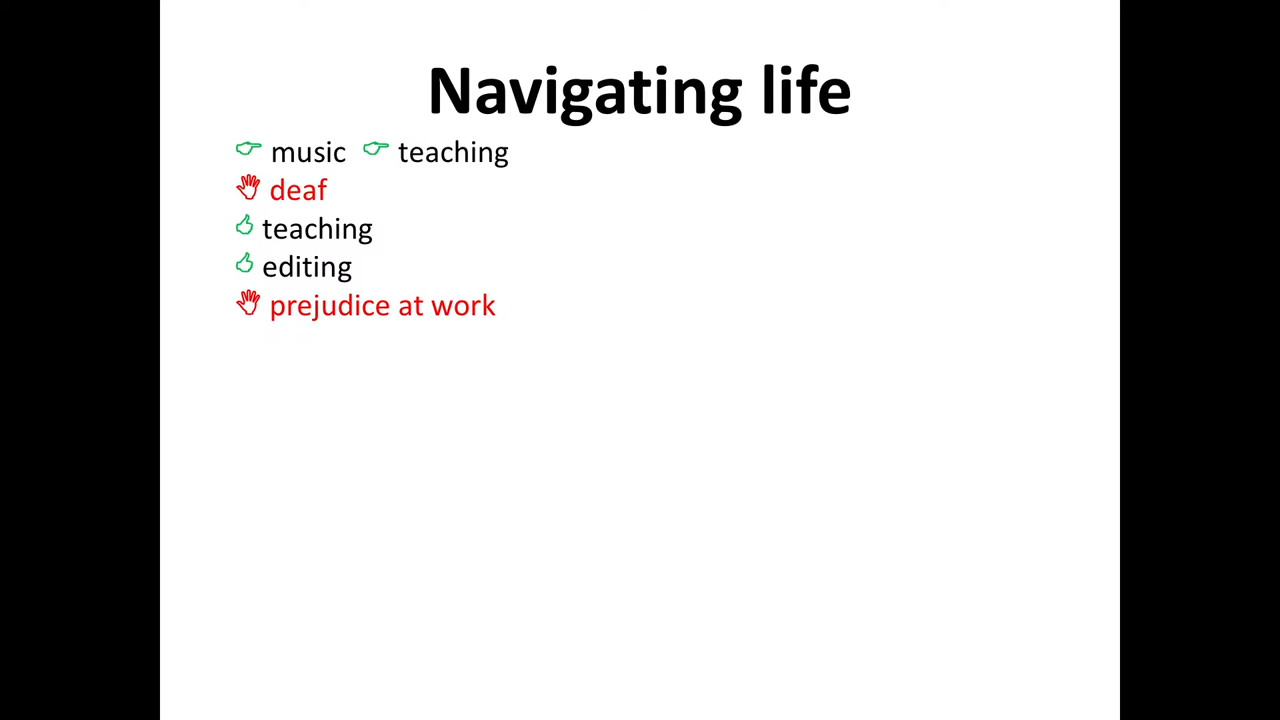 Navigating life
☞ music ☞ teaching
🖐 deaf
👍 teaching
👍 editing
🖐 prejudice at work